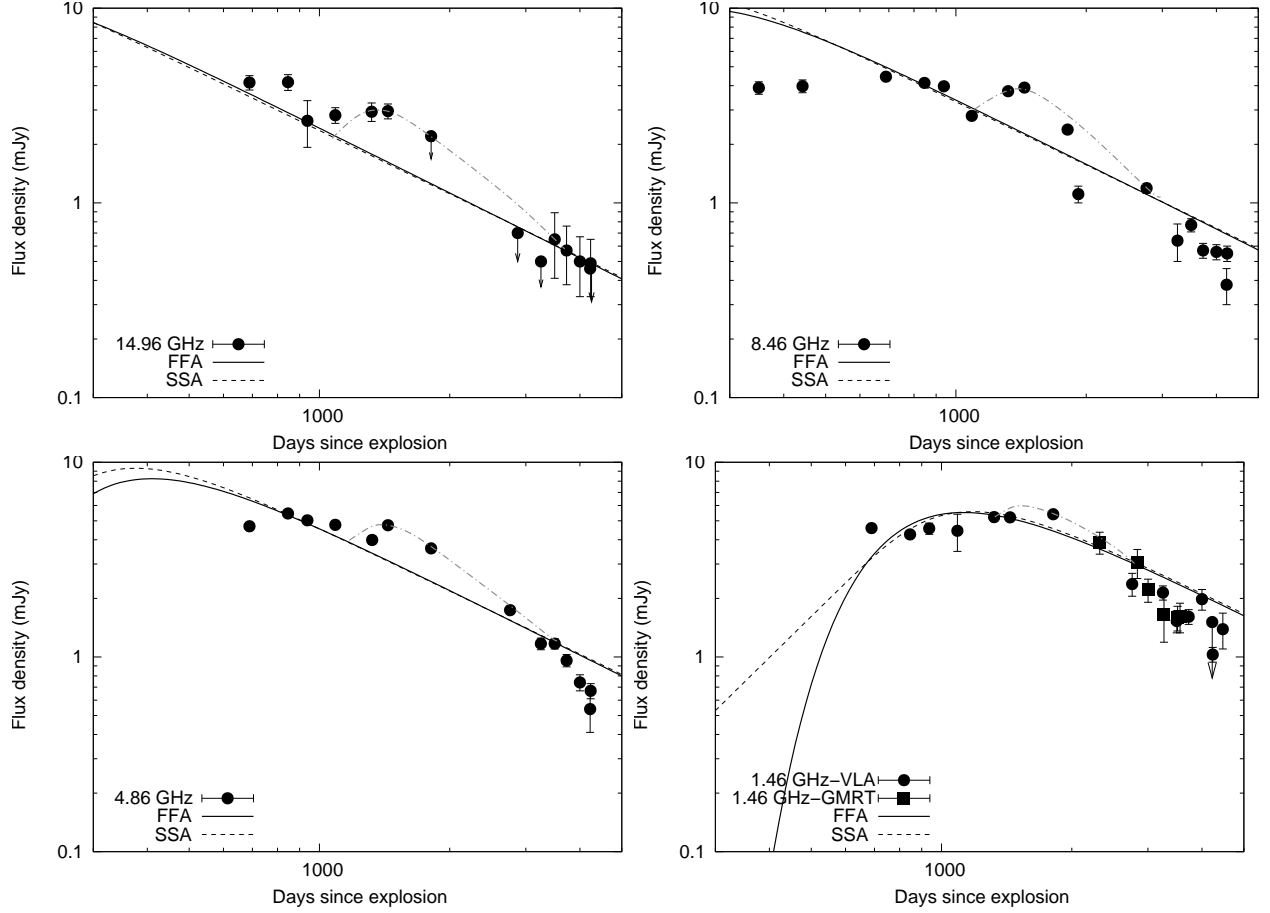 10
1
0.1
Flux density (mJy)
14.96 GHz
FFA
SSA
1000
Days since explosion
10
1
0.1
Flux density (mJy)
8.46 GHz
FFA
SSA
1000
Days since explosion
10
1
0.1
Flux density (mJy)
4.86 GHz
FFA
SSA
1000
Days since explosion
10
1
0.1
Flux density (mJy)
1.46 GHz-VLA
1.46 GHz-GMRT
FFA
SSA
1000
Days since explosion